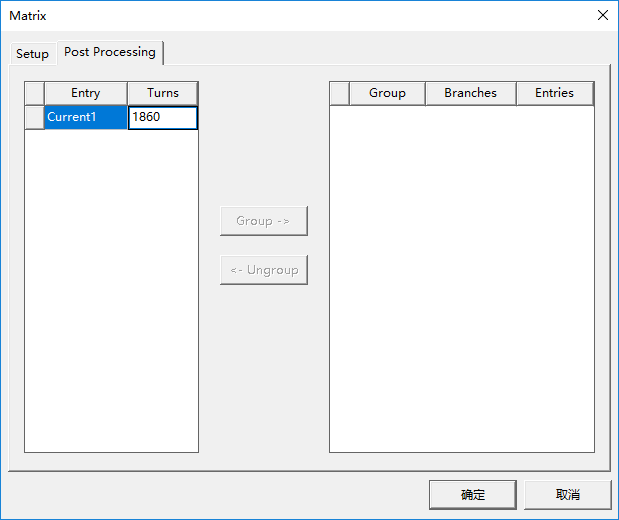 Matrix
Setup Post Processing
Entry Turns Group Branches Entries
Current1 1860
Group ->
<- Ungroup
确定 取消